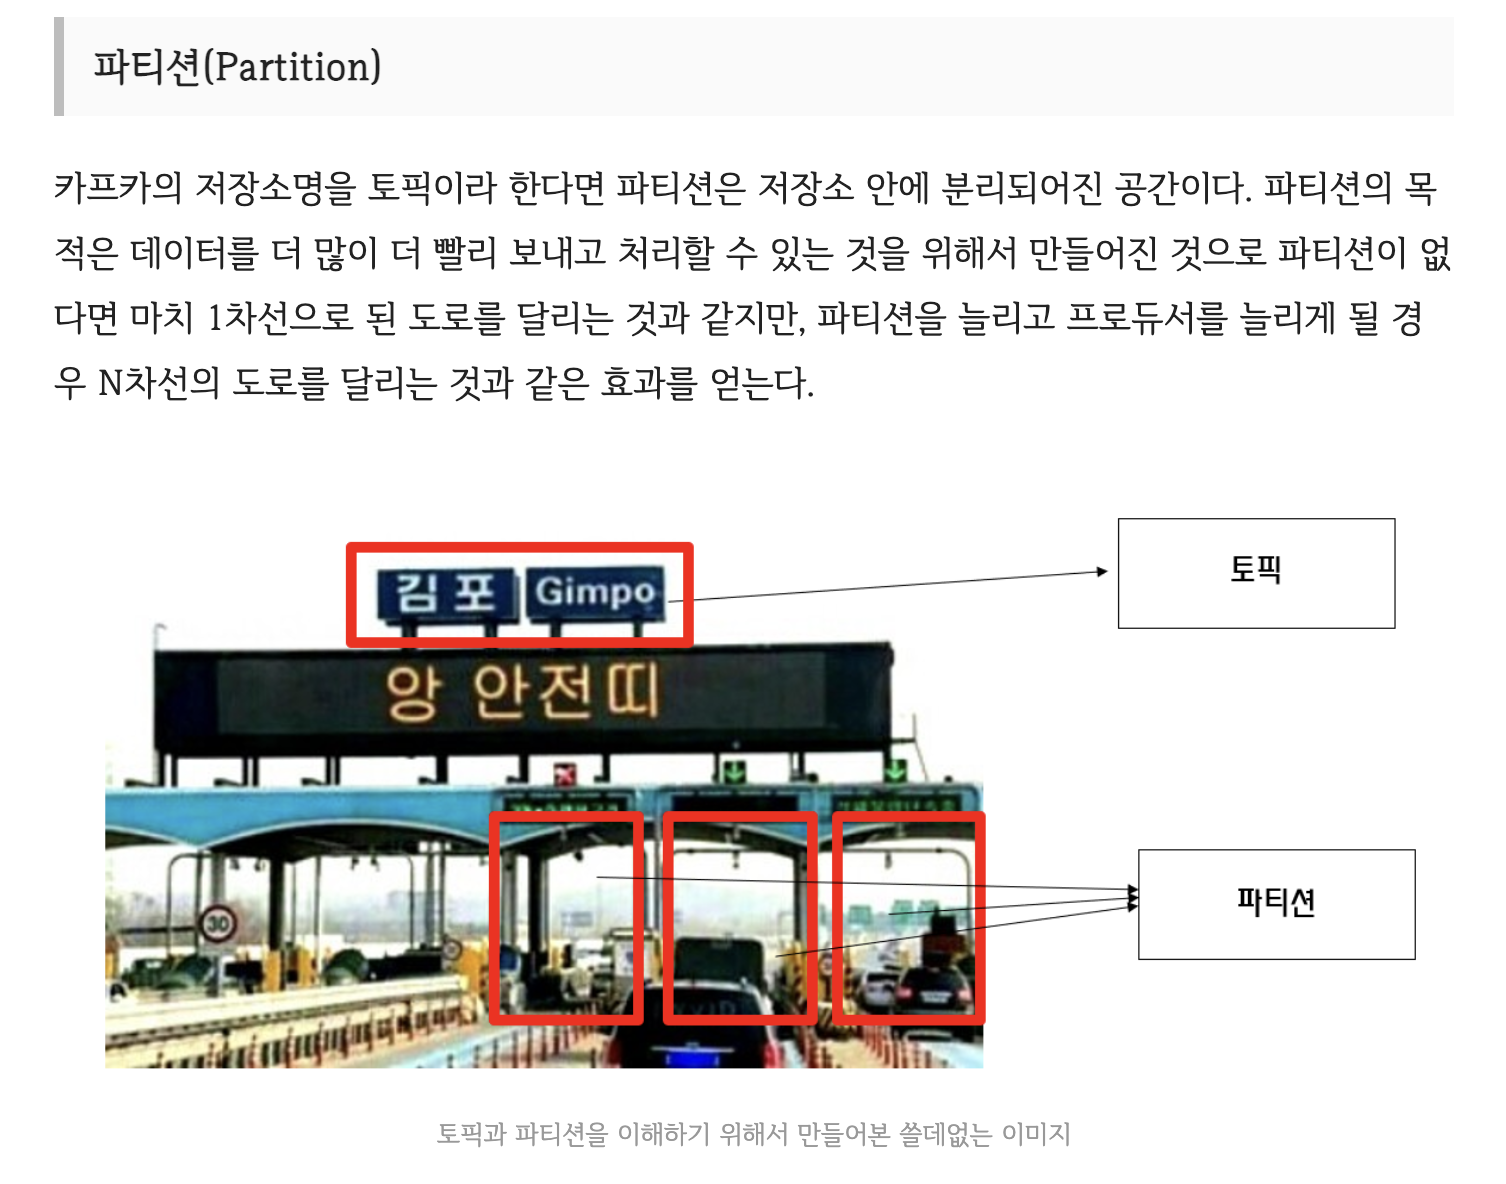 파티션(Partition)
카프카의 저장소명을 토픽이라 한다면 파티션은 저장소 안에 분리되어진 공간이다. 파티션의 목
적은 데이터를 더 많이 더 빨리 보내고 처리할 수 있는 것을 위해서 만들어진 것으로 파티션이 없
다면 마치 1차선으로 된 도로를 달리는 것과 같지만, 파티션을 늘리고 프로듀서를 늘리게 될 경
우 N차선의 도로를 달리는 것과 같은 효과를 얻는다.
김포 Gimpo
토픽
앙 안전띠
파티션
30
토픽과 파티션을 이해하기 위해서 만들어본 쓸데없는 이미지